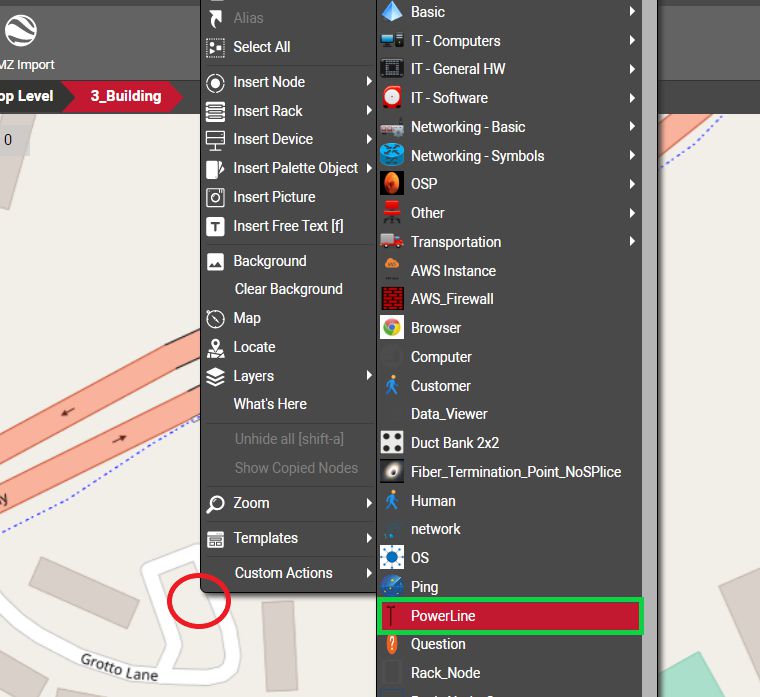 MZ Import
op Level
3_Building
0
Alias
Select All
Insert Node
Insert Rack
Insert Device
Insert Palette Object
Insert Picture
Insert Free Text [f]
Background
Clear Background
Map
Locate
Layers
What's Here
Unhide all [shift-a]
Show Copied Nodes
Zoom
Templates
Custom Actions
Basic
IT - Computers
IT - General HW
IT - Software
Networking - Basic
Networking - Symbols
OSP
Other
Transportation
AWS Instance
AWS_Firewall
Browser
Computer
Customer
Data_Viewer
Duct Bank 2x2
Fiber_Termination_Point_NoSPlice
Human
network
OS
Ping
PowerLine
Question
Rack_Node
y
Grotto Lane